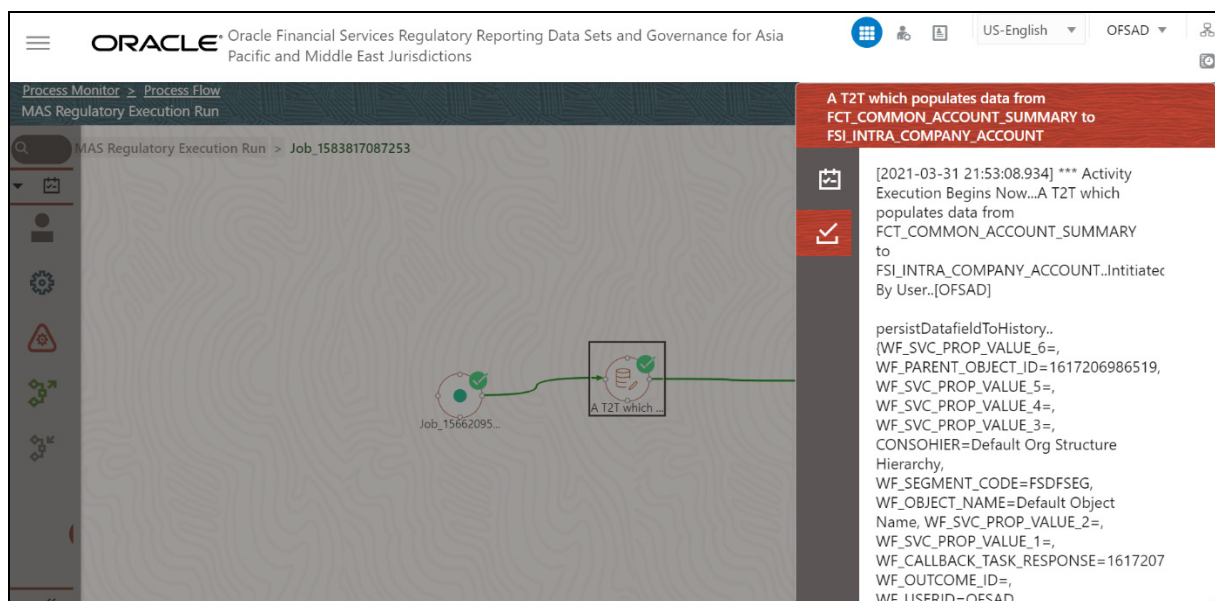 ORACLE® Oracle Financial Services Regulatory Reporting Data Sets and Governance for Asia
Pacific and Middle East Jurisdictions
US-English
OFSAD
Process Monitor > Process Flow
MAS Regulatory Execution Run
MAS Regulatory Execution Run > Job_1583817087253
Job_15662095...
A T2T which ...
A T2T which populates data from
FCT_COMMON_ACCOUNT_SUMMARY to
FSI_INTRA_COMPANY_ACCOUNT
[2021-03-31 21:53:08.934] *** Activity
Execution Begins Now...A T2T which
populates data from
FCT_COMMON_ACCOUNT_SUMMARY
to
FSI_INTRA_COMPANY_ACCOUNT..Intitiatec
By User..[OFSAD]
persistDatafieldToHistory..
{WF_SVC_PROP_VALUE_6=,
WF_PARENT_OBJECT_ID=1617206986519,
WF_SVC_PROP_VALUE_5=,
WF_SVC_PROP_VALUE_4=,
WF_SVC_PROP_VALUE_3=,
CONSOHIER=Default Org Structure
Hierarchy,
WF_SEGMENT_CODE=FSDFSEG,
WF_OBJECT_NAME=Default Object
Name, WF_SVC_PROP_VALUE_2=,
WF_SVC_PROP_VALUE_1=,
WF_CALLBACK_TASK_RESPONSE=1617207
WF_OUTCOME_ID=,
WF_USERID=OFSAD